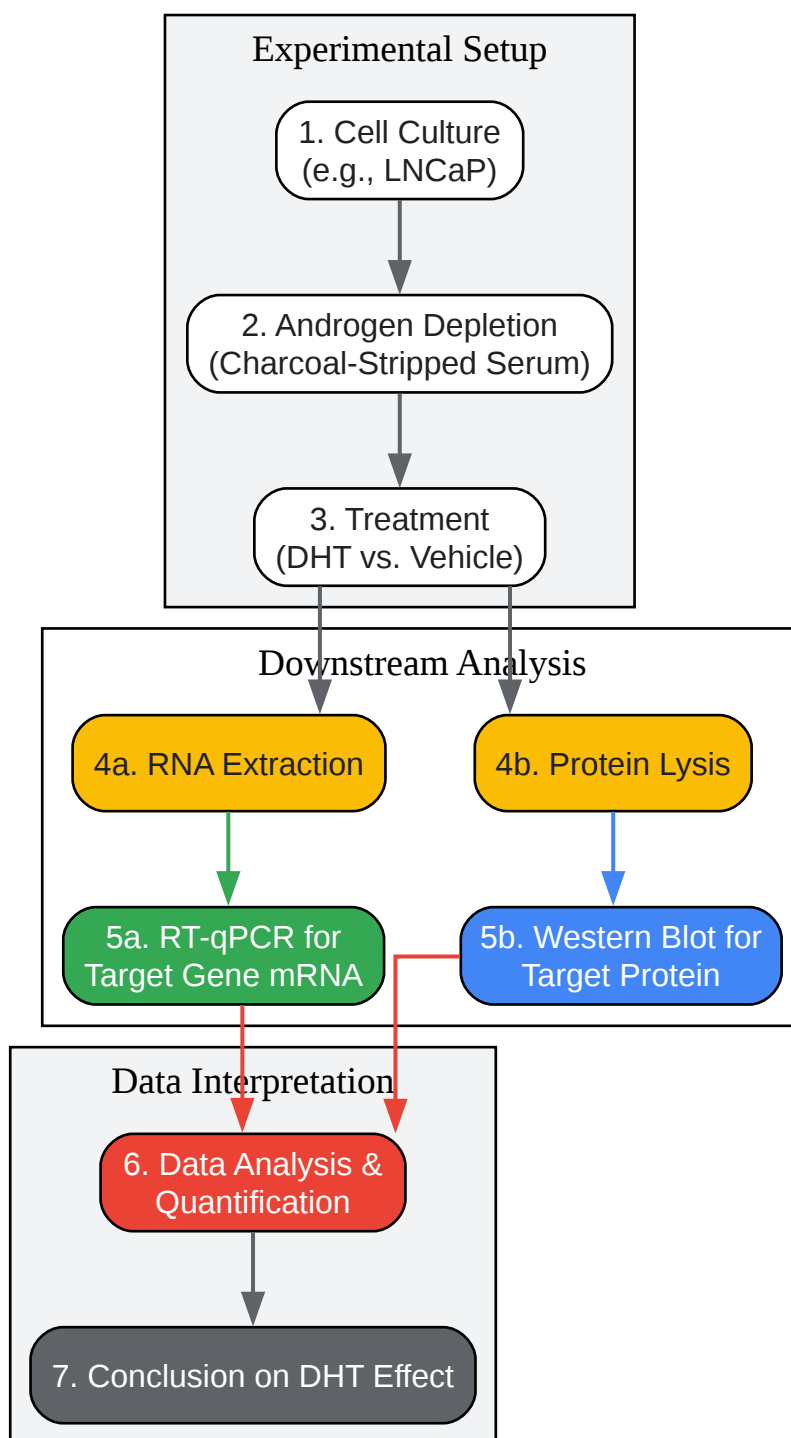 Experimental Setup
1. Cell Culture
(e.g., LNCaP)
2. Androgen Depletion
(Charcoal-Stripped Serum)
3. Treatment
(DHT vs. Vehicle)
Downstream Analysis
4a. RNA Extraction
4b. Protein Lysis
5a. RT-qPCR for
Target Gene mRNA
5b. Western Blot for
Target Protein
Data Interpretation
6. Data Analysis &
Quantification
7. Conclusion on DHT Effect